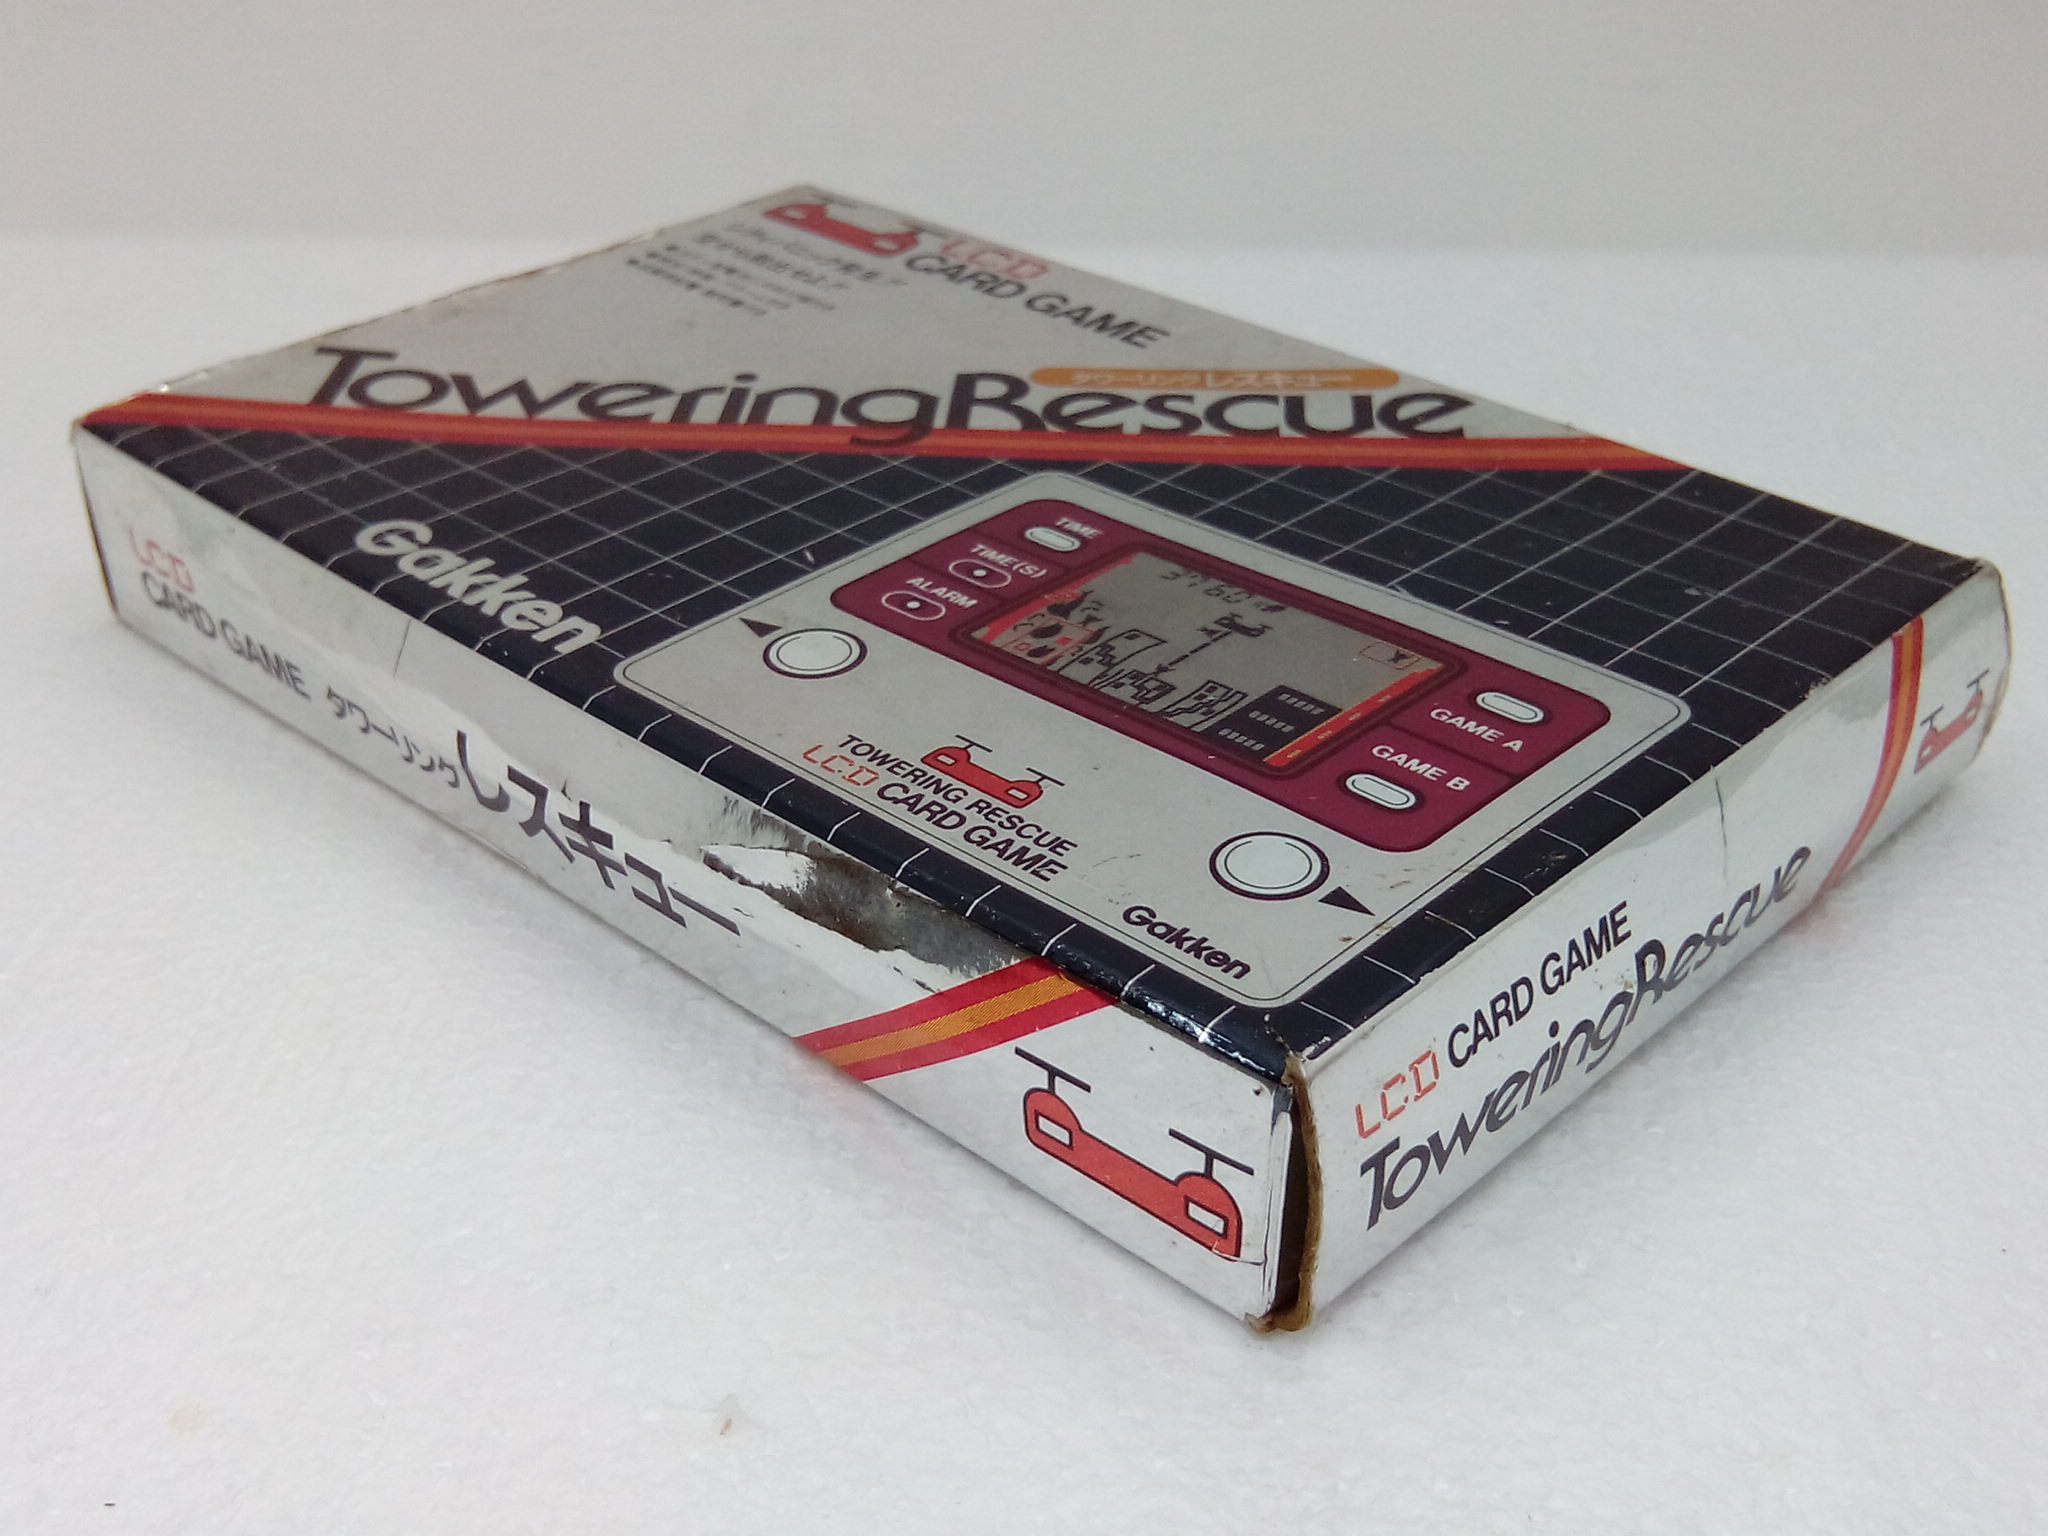 LCD
CARD GAME
タワーリングレスキュー
ToweringRescue
Gakken
TIME
TIME(S)
ALARM
GAME A
GAME B
TOWERING RESCUE
LCD CARD GAME
Gakken
LCD
CARD GAME タワーリングレスキュー
LCD CARD GAME
ToweringRescue